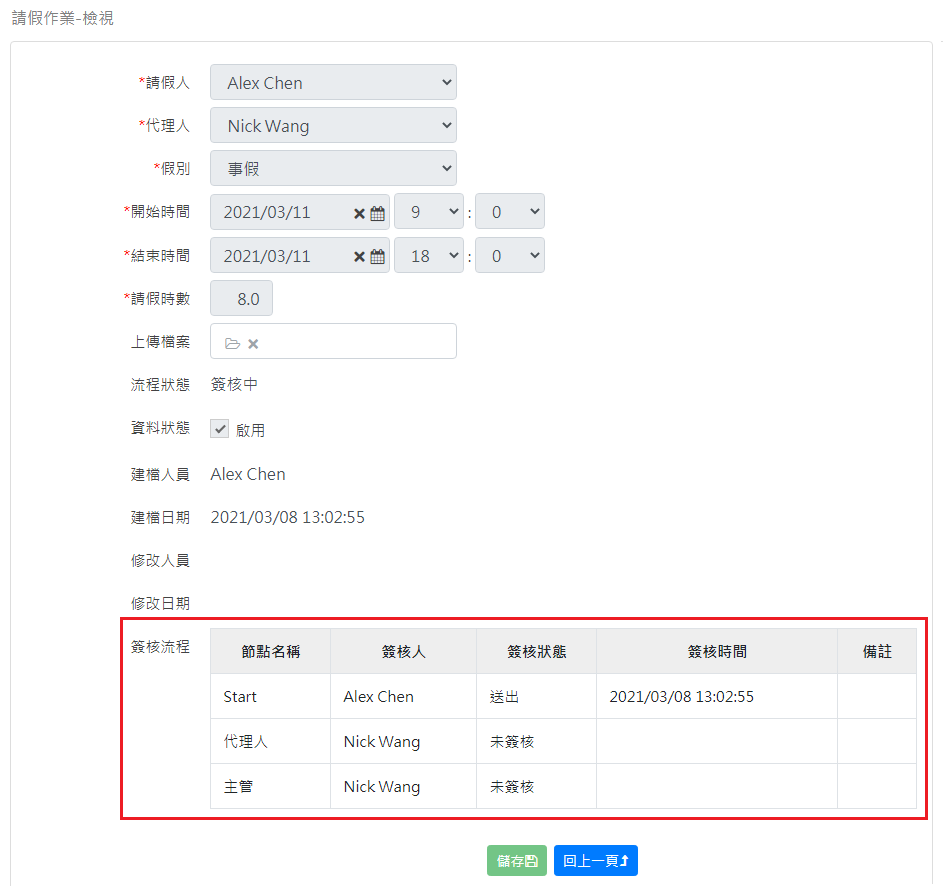 請假作業-檢視
*請假人 Alex Chen
*代理人 Nick Wang
*假別 事假
*開始時間 2021/03/11 9 : 0
*結束時間 2021/03/11 18 : 0
*請假時數 8.0
上傳檔案
流程狀態 簽核中
資料狀態 啟用
建檔人員 Alex Chen
建檔日期 2021/03/08 13:02:55
修改人員
修改日期
簽核流程 節點名稱 簽核人 簽核狀態 簽核時間 備註
Start Alex Chen 送出 2021/03/08 13:02:55
代理人 Nick Wang 未簽核
主管 Nick Wang 未簽核
儲存 回上一頁